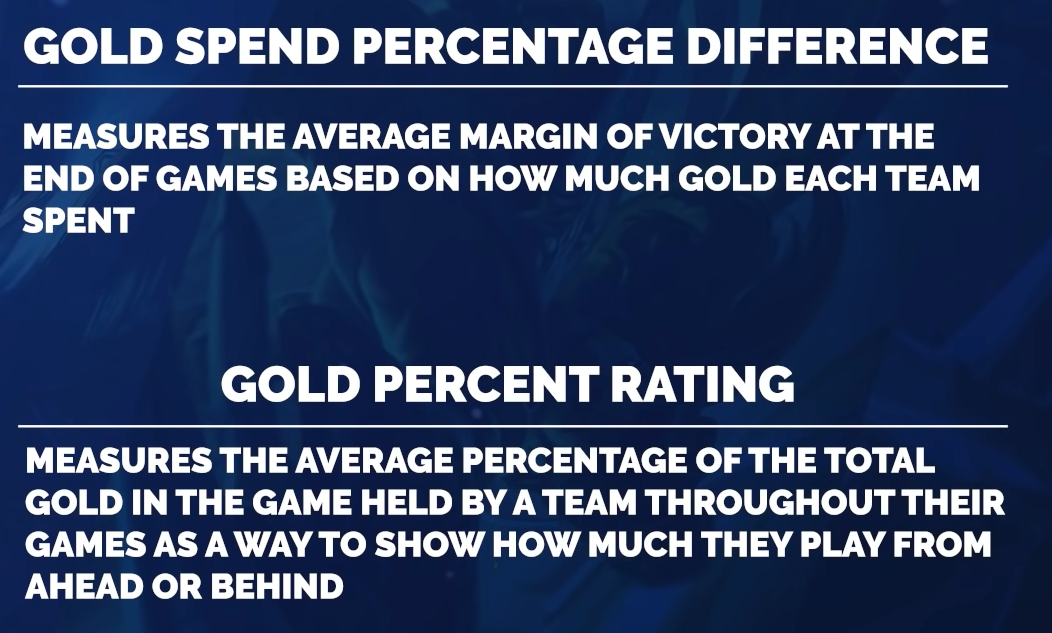 GOLD SPEND PERCENTAGE DIFFERENCE
MEASURES THE AVERAGE MARGIN OF VICTORY AT THE
END OF GAMES BASED ON HOW MUCH GOLD EACH TEAM
SPENT
GOLD PERCENT RATING
MEASURES THE AVERAGE PERCENTAGE OF THE TOTAL
GOLD IN THE GAME HELD BY A TEAM THROUGHOUT THEIR
GAMES AS A WAY TO SHOW HOW MUCH THEY PLAY FROM
AHEAD OR BEHIND